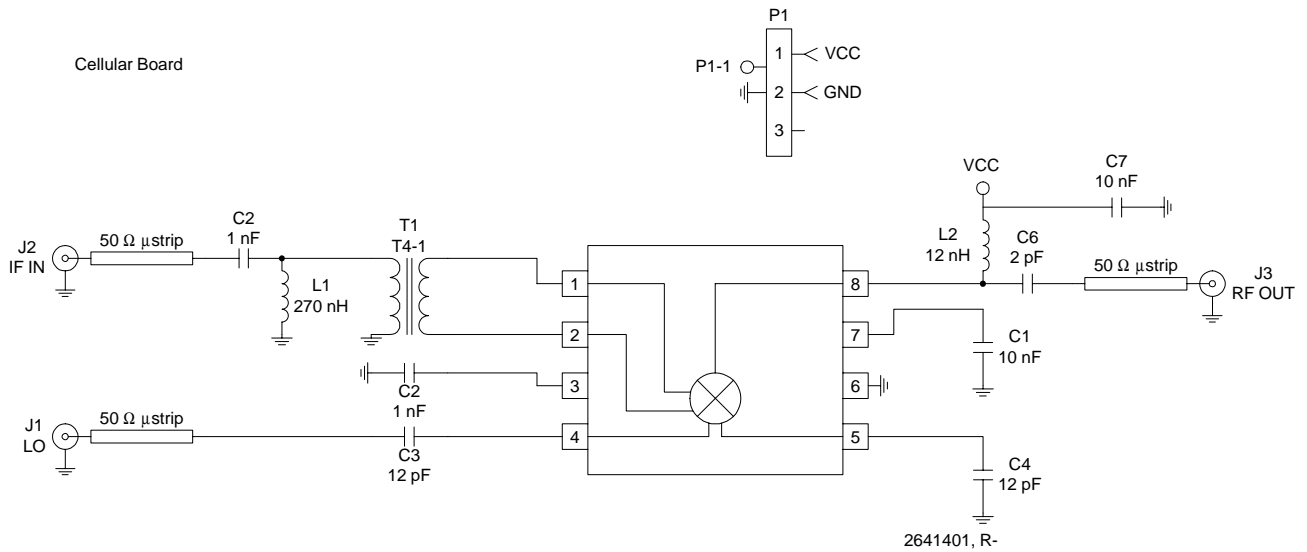 P1
Cellular Board
1
VCC
P1-1
2
GND
3
VCC
C7
10 nF
J2
IF IN
50 Ω µstrip
C2
1 nF
L1
270 nH
T1
T4-1
L2
12 nH
C6
2 pF
50 Ω µstrip
J3
RF OUT
1
8
2
7
C1
10 nF
C2
1 nF
3
6
J1
LO
50 Ω µstrip
C3
12 pF
4
5
C4
12 pF
2641401, R-